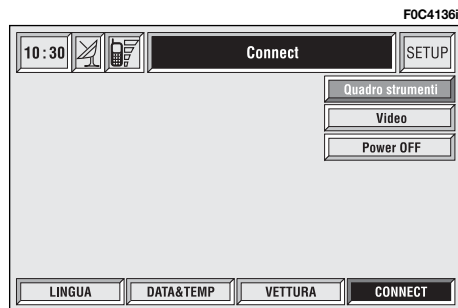 F0C4136i
10:30 Connect SETUP
Quadro strumenti
Video
Power OFF
LINGUA DATA&TEMP VETTURA CONNECT